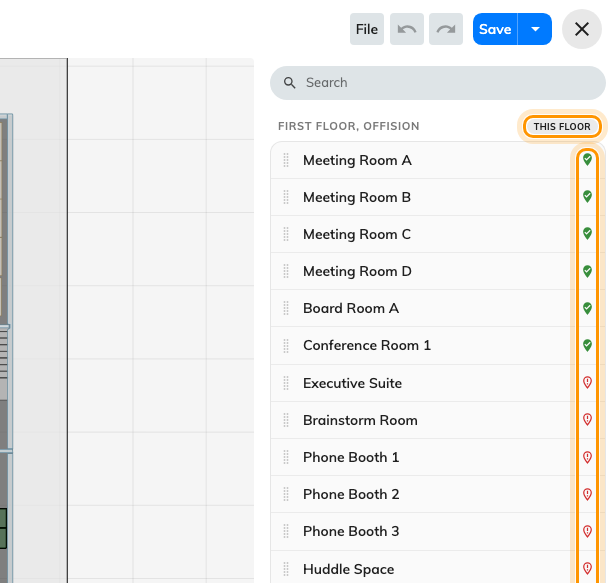 File
Save
Search
FIRST FLOOR, OFFISION
THIS FLOOR
Meeting Room A
Meeting Room B
Meeting Room C
Meeting Room D
Board Room A
Conference Room 1
Executive Suite
Brainstorm Room
Phone Booth 1
Phone Booth 2
Phone Booth 3
Huddle Space